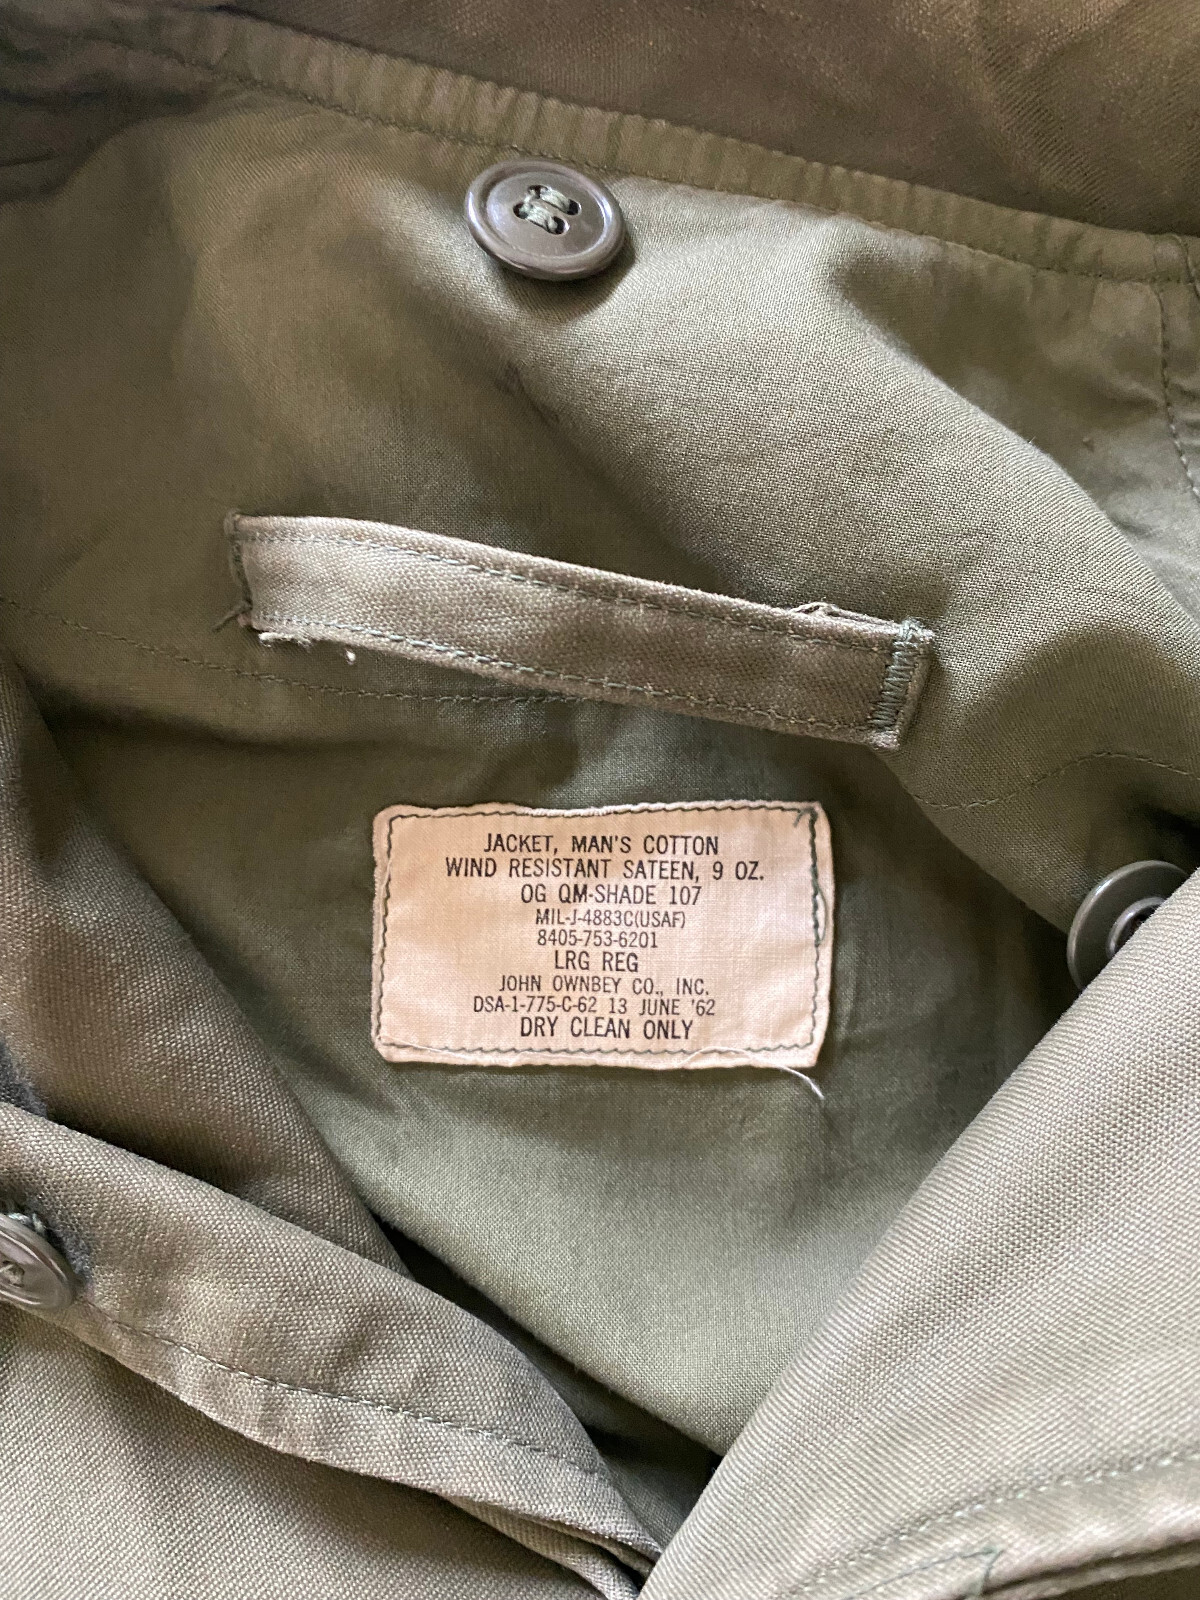 JACKET, MAN'S COTTON
WIND RESISTANT SATEEN, 9 OZ.
OG QM-SHADE 107
MIL-J-4883C(USAF)
8405-753-6201
LRG REG
JOHN OWNBEY CO., INC.
DSA-1-775-C-62 13 JUNE '62
DRY CLEAN ONLY